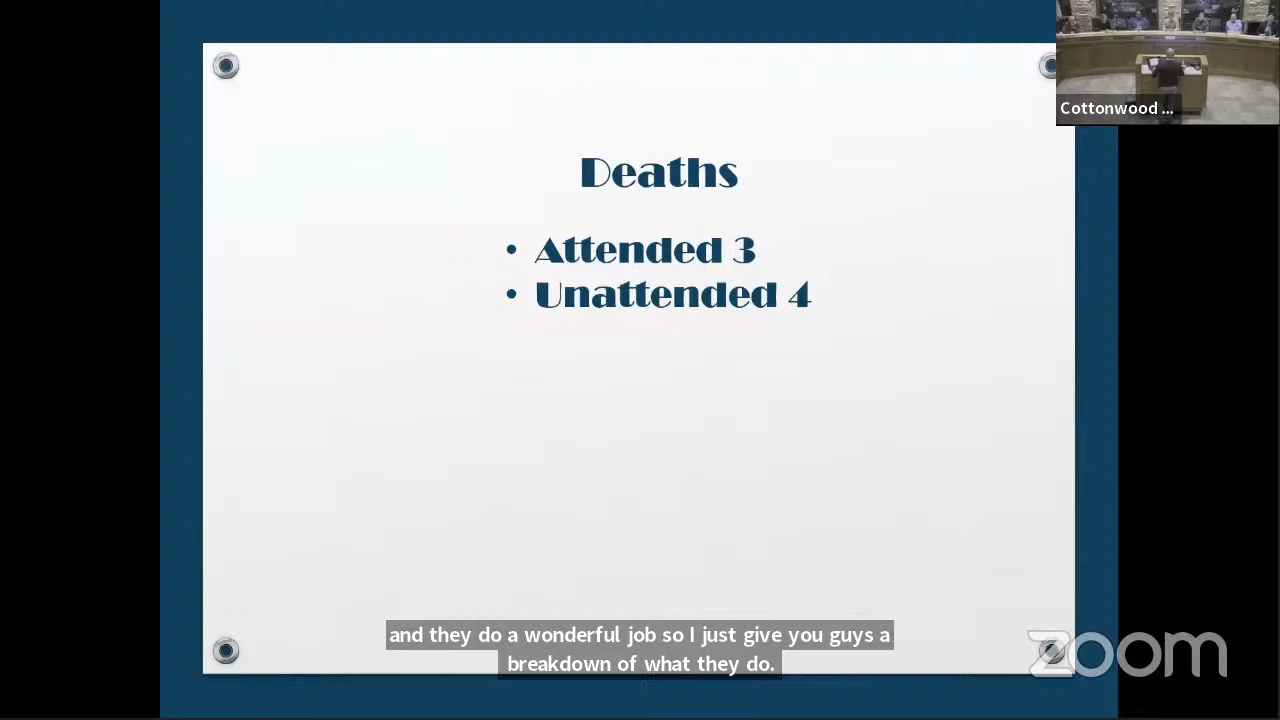 Cottonwood ...
Deaths
• Attended 3
• Unattended 4
and they do a wonderful job so I just give you guys a
breakdown of what they do.
zoom